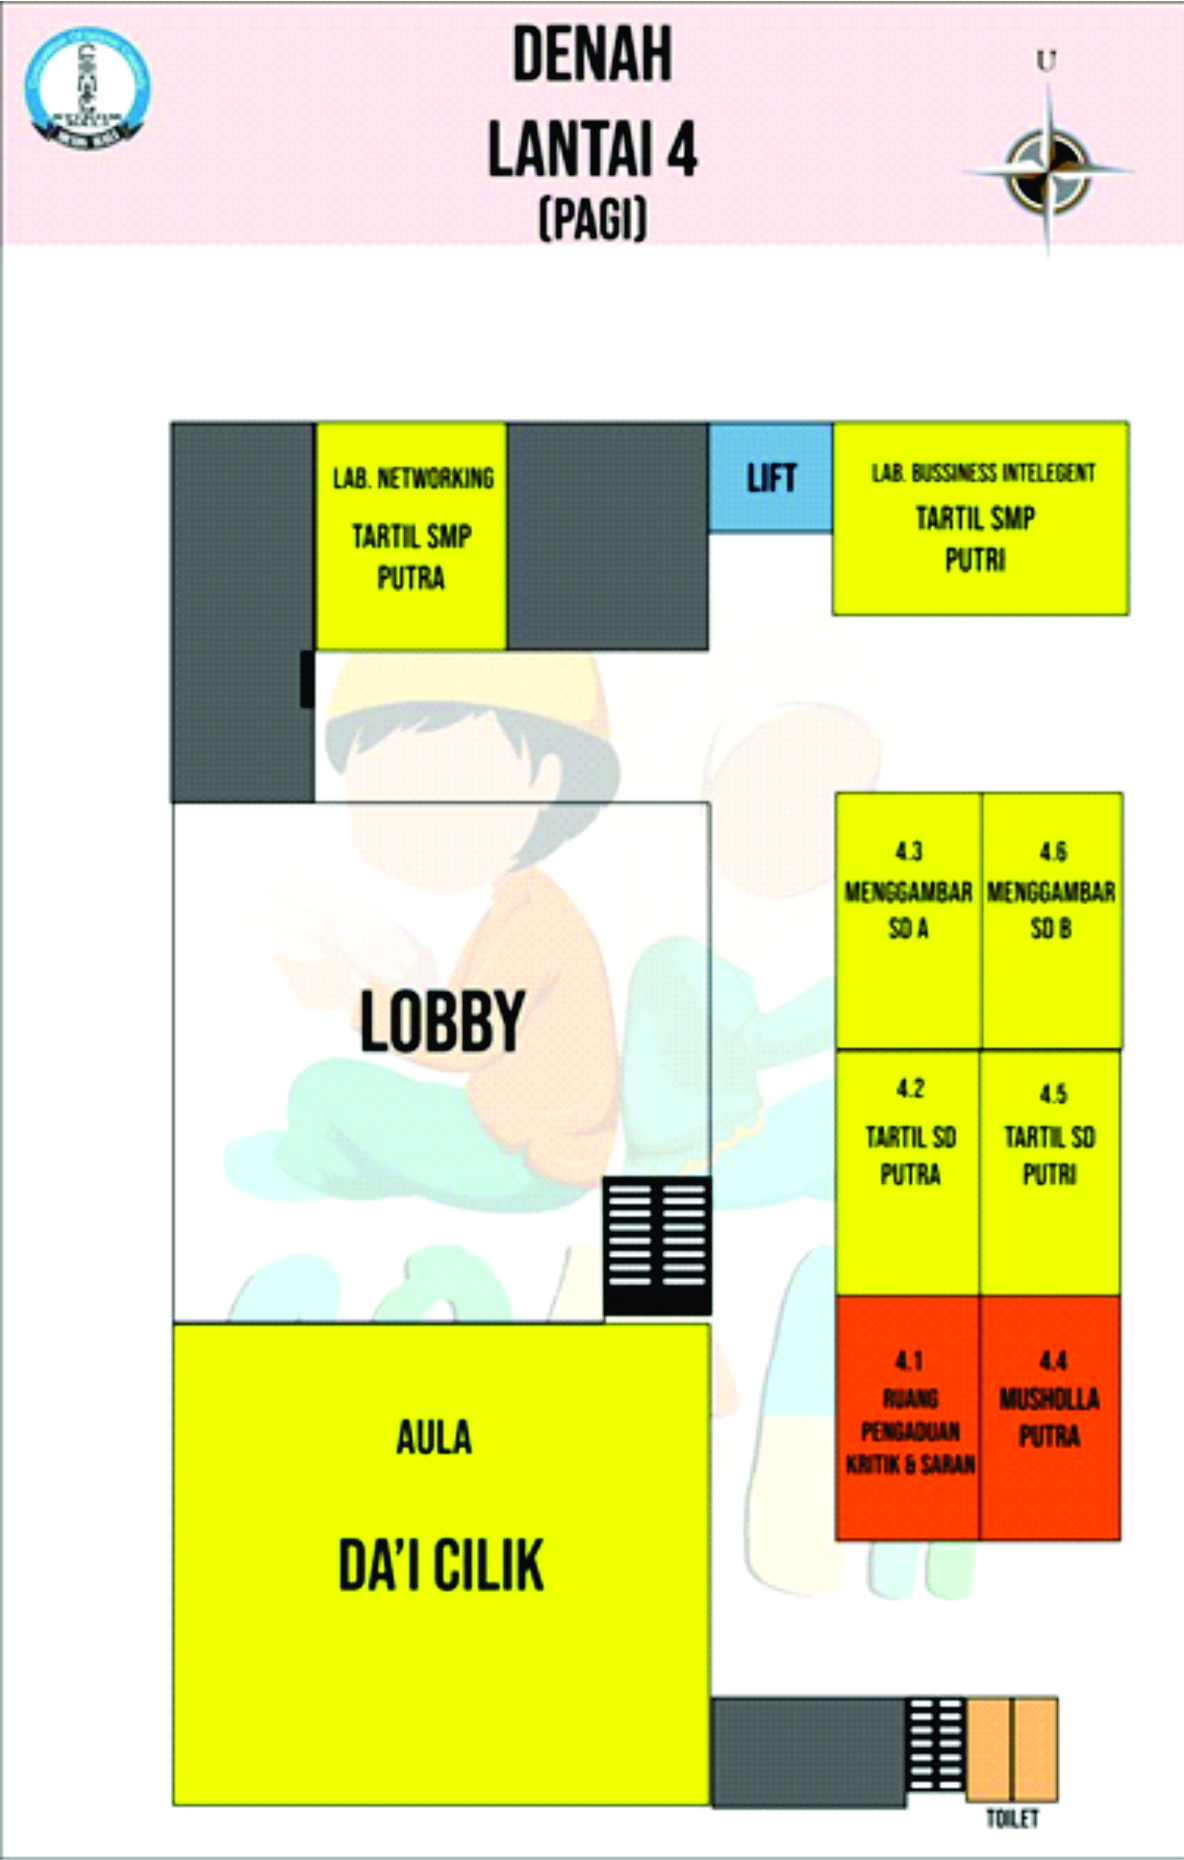 DENAH
LANTAI 4
(PAGI)
U
LAB. NETWORKING
TARTIL SMP
PUTRA
LIFT
LAB. BUSSINESS INTELEGENT
TARTIL SMP
PUTRI
4.3
MENGGAMBAR
SD A
4.6
MENGGAMBAR
SD B
LOBBY
4.2
TARTIL SD
PUTRA
4.5
TARTIL SD
PUTRI
4.1
RUANG
PENGADUAN
KRITIK & SARAN
4.4
MUSHOLLA
PUTRA
AULA
DA'I CILIK
TOILET